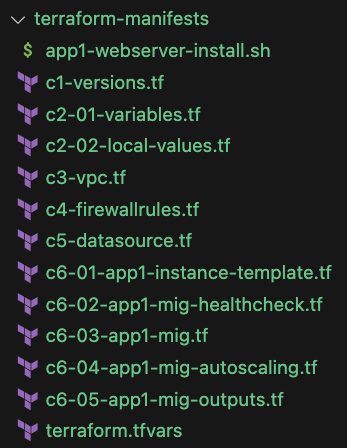 terraform-manifests
$ app1-webserver-install.sh
c1-versions.tf
c2-01-variables.tf
c2-02-local-values.tf
c3-vpc.tf
c4-firewallrules.tf
c5-datasource.tf
c6-01-app1-instance-template.tf
c6-02-app1-mig-healthcheck.tf
c6-03-app1-mig.tf
c6-04-app1-mig-autoscaling.tf
c6-05-app1-mig-outputs.tf
terraform.tfvars